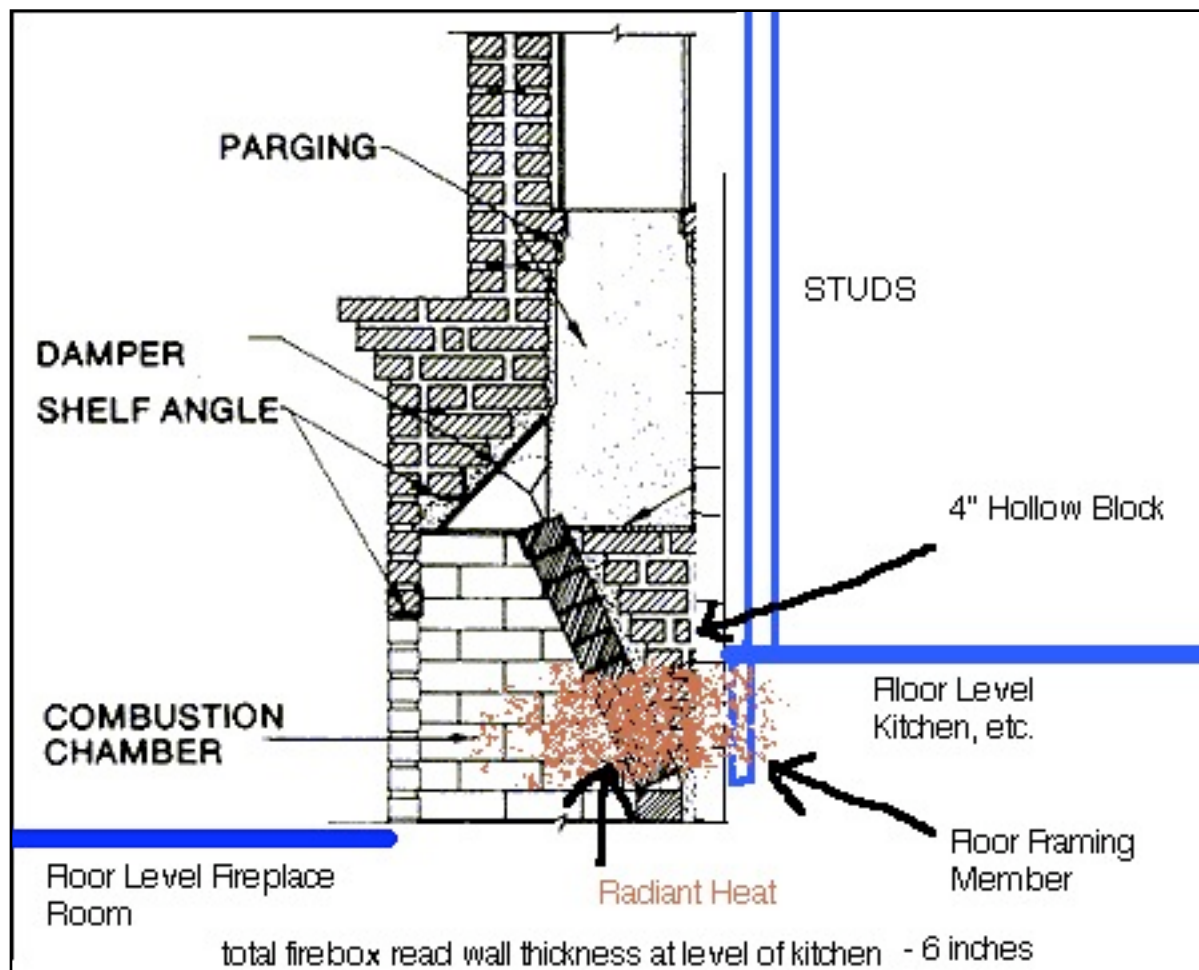 PARGING
STUDS
DAMPER
SHELF ANGLE
4" Hollow Block
Floor Level
Kitchen, etc.
COMBUSTION
CHAMBER
Floor Framing
Member
Floor Level Fireplace
Room
Radiant Heat
total firebox read wall thickness at level of kitchen - 6 inches